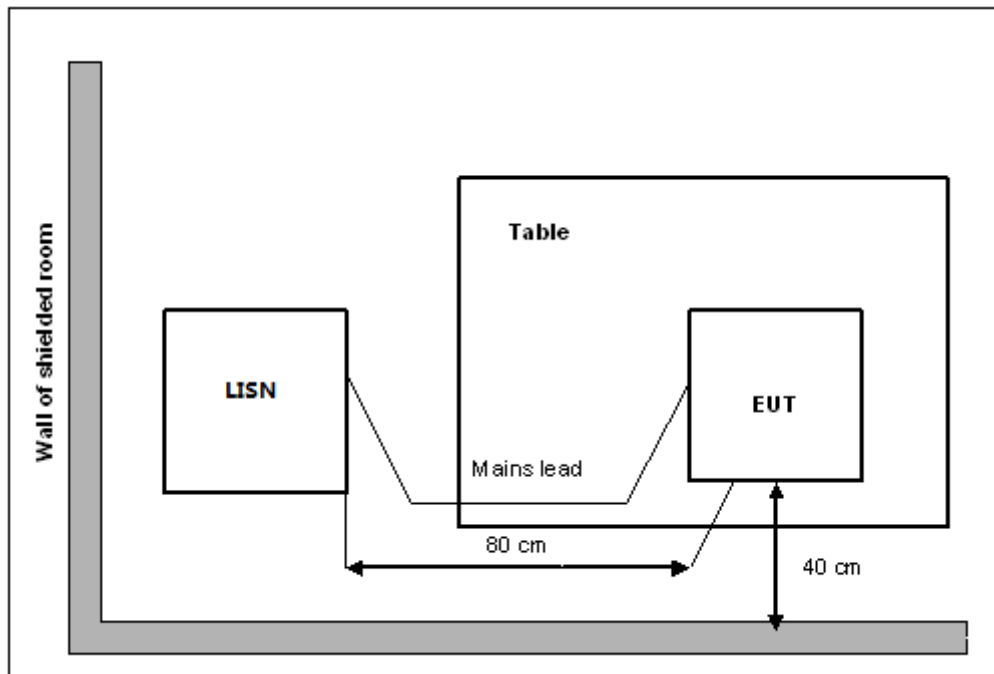 Wall of shielded room
Table
LISN
EUT
Mains lead
80 cm
40 cm